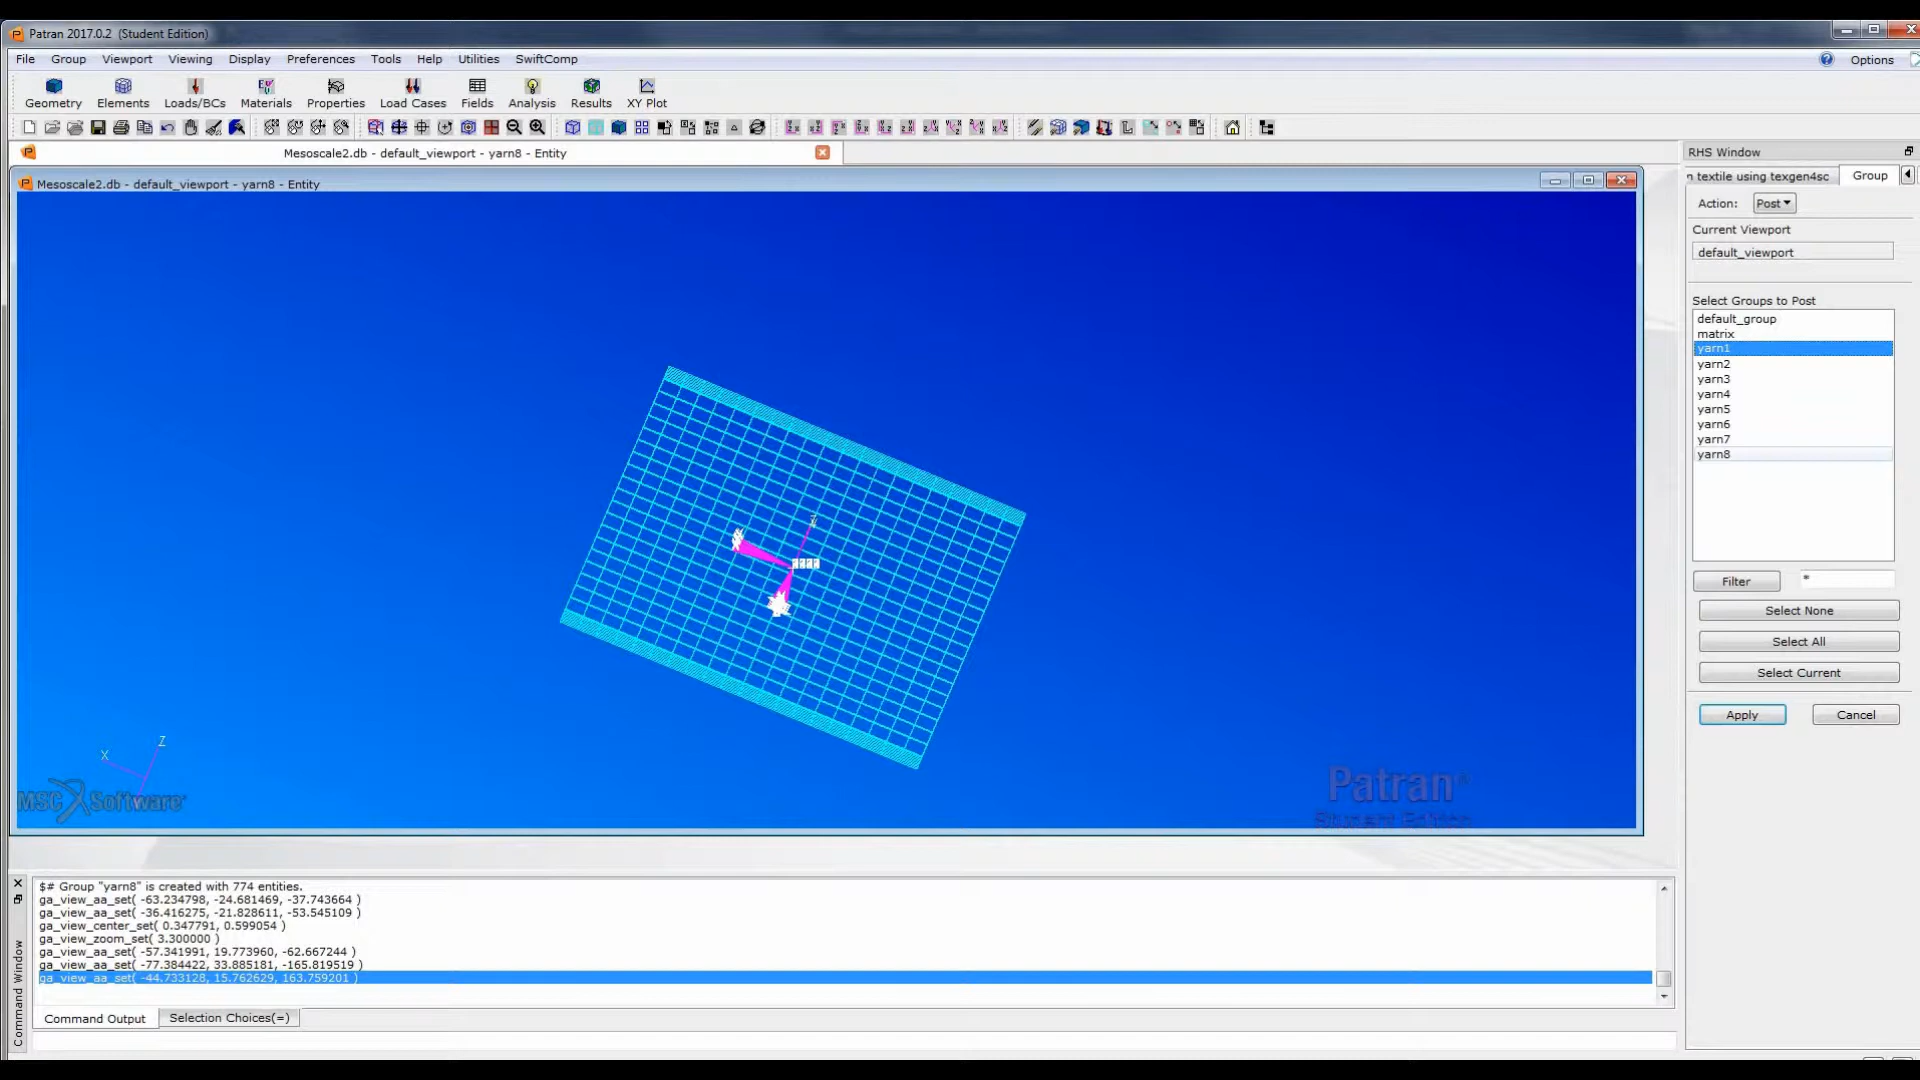 Patran 2017.0.2 (Student Edition)
File Group Viewport Viewing Display Preferences Tools Help Utilities SwiftComp
Options
Geometry Elements Loads/BCs Materials Properties Load Cases Fields Analysis Results XY Plot
Mesoscale2.db - default_viewport - yarn8 - Entity
Mesoscale2.db - default_viewport - yarn8 - Entity
Z
X
Z
MSC Software
Patran
Student Edition
RHS Window
n textile using texgen4sc Group
Action: Post
Current Viewport
default_viewport
Select Groups to Post
default_group
matrix
yarn1
yarn2
yarn3
yarn4
yarn5
yarn6
yarn7
yarn8
Filter *
Select None
Select All
Select Current
Apply Cancel
Command Window
$# Group "yarn8" is created with 774 entities.
ga_view_aa_set( -63.234798, -24.681469, -37.743664 )
ga_view_aa_set( -36.416275, -21.828611, -53.545109 )
ga_view_center_set( 0.347791, 0.599054 )
ga_view_zoom_set( 3.300000 )
ga_view_aa_set( -57.341991, 19.773960, -62.667244 )
ga_view_aa_set( -77.384422, 33.885181, -165.819519 )
ga_view_aa_set( -44.733128, 15.762629, 163.759201 )
Command Output Selection Choices(=)